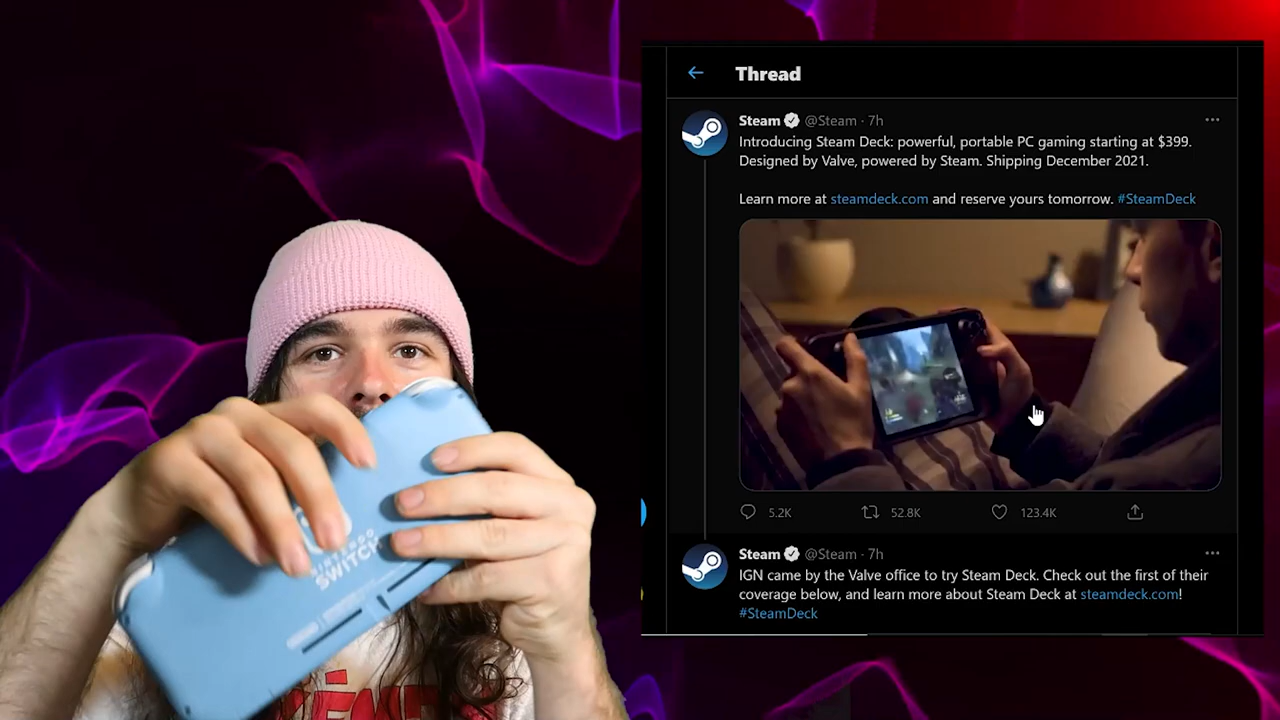 Thread
Steam @Steam · 7h
Introducing Steam Deck: powerful, portable PC gaming starting at $399.
Designed by Valve, powered by Steam. Shipping December 2021.
Learn more at steamdeck.com and reserve yours tomorrow. #SteamDeck
5.2K 52.8K 123.4K
Steam @Steam · 7h
IGN came by the Valve office to try Steam Deck. Check out the first of their
coverage below, and learn more about Steam Deck at steamdeck.com!
#SteamDeck
SWITCH